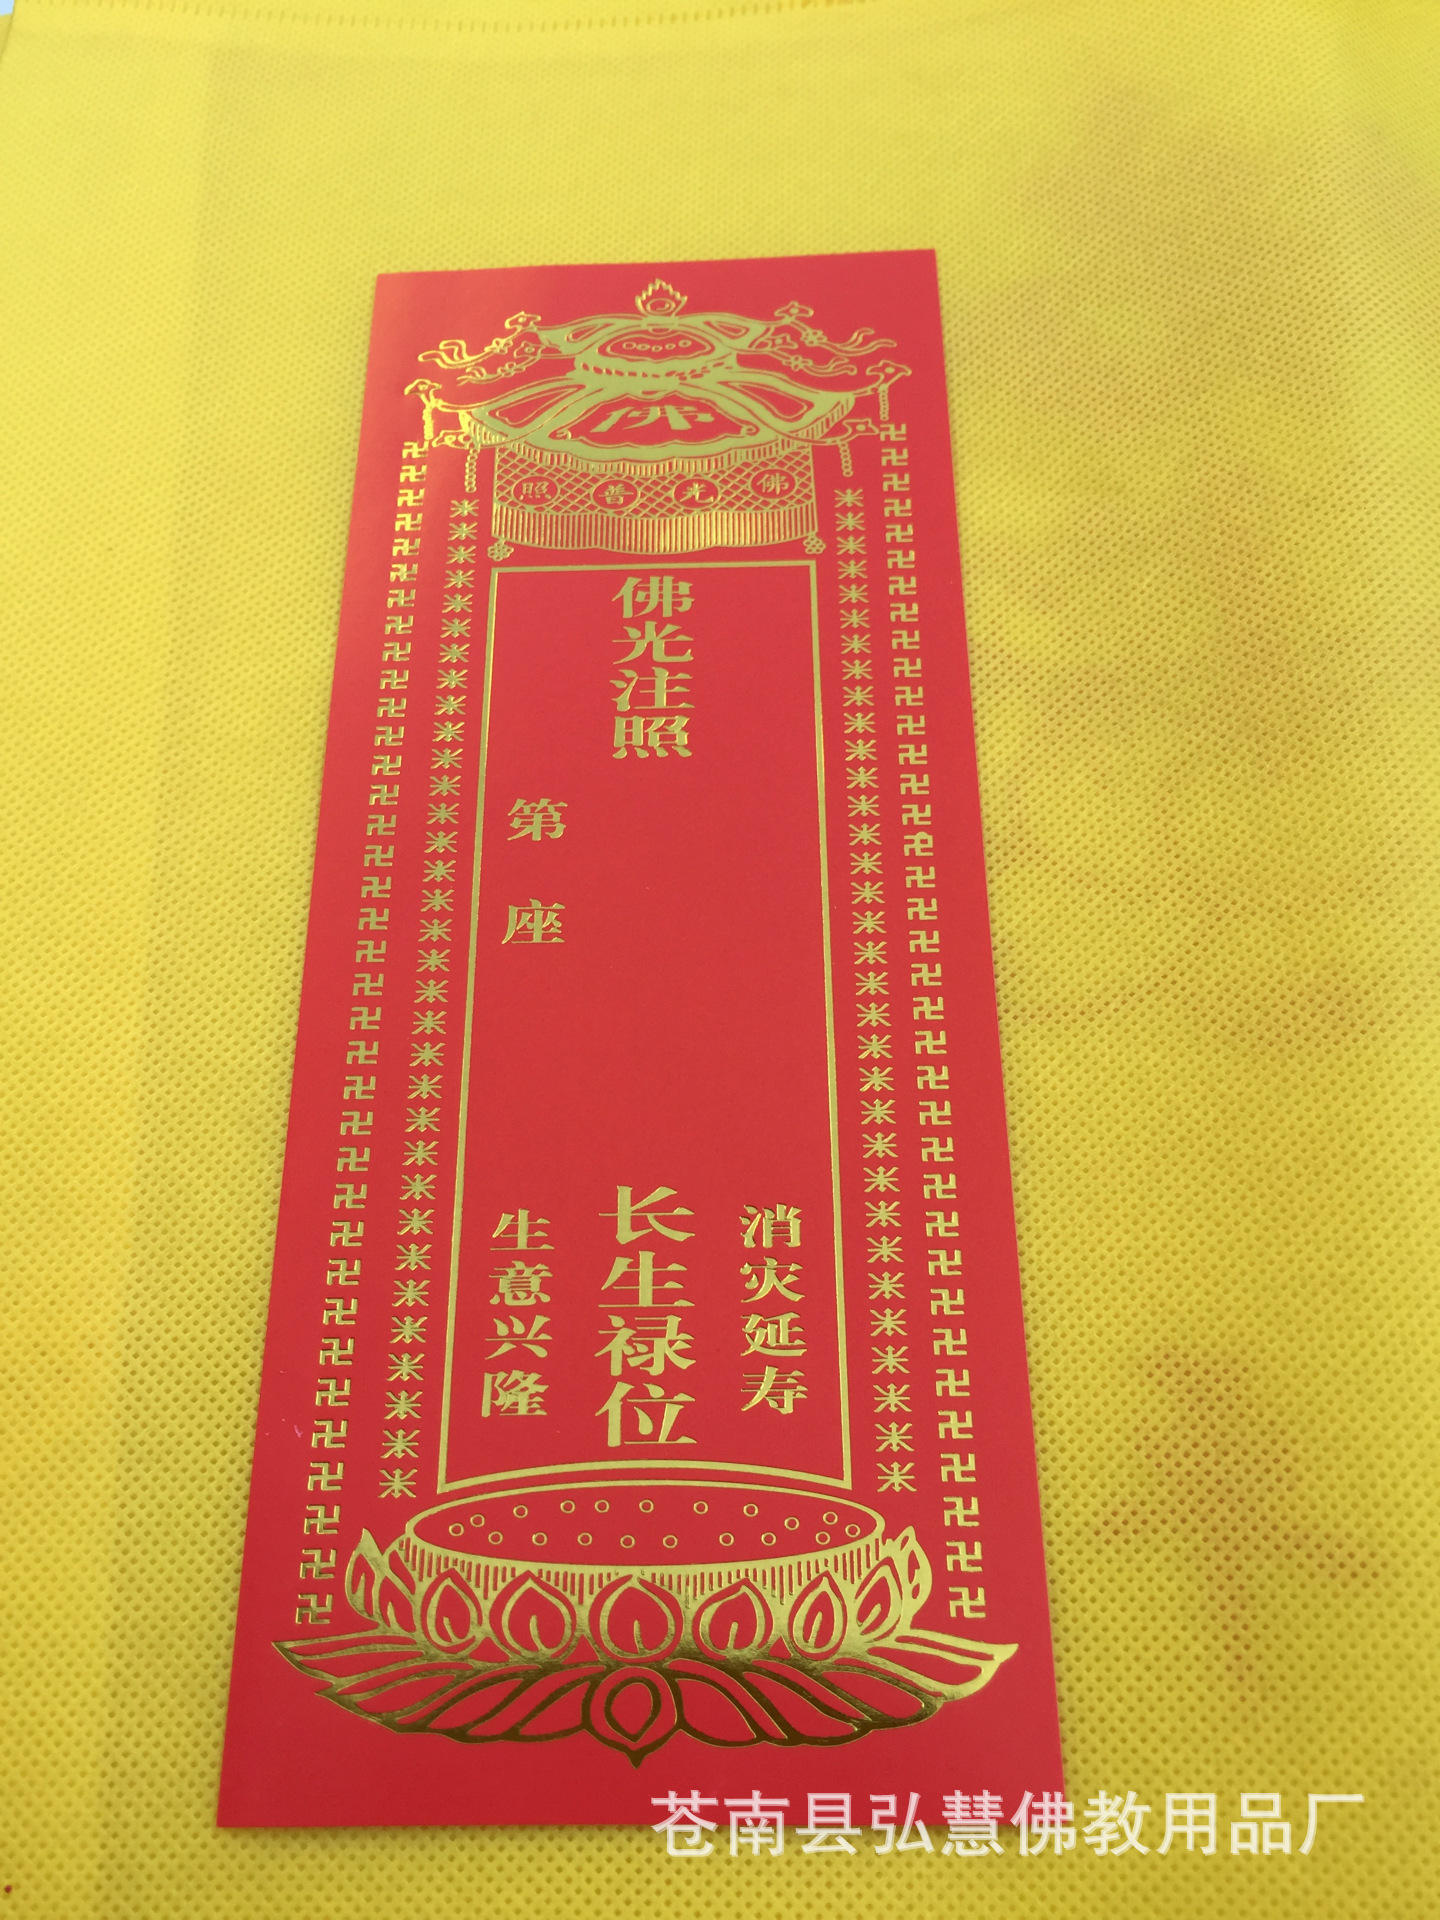 佛
佛光普照
佛光注照
长生禄位
消灾延寿
第 座
生意兴隆
苍南县弘慧佛教用品厂